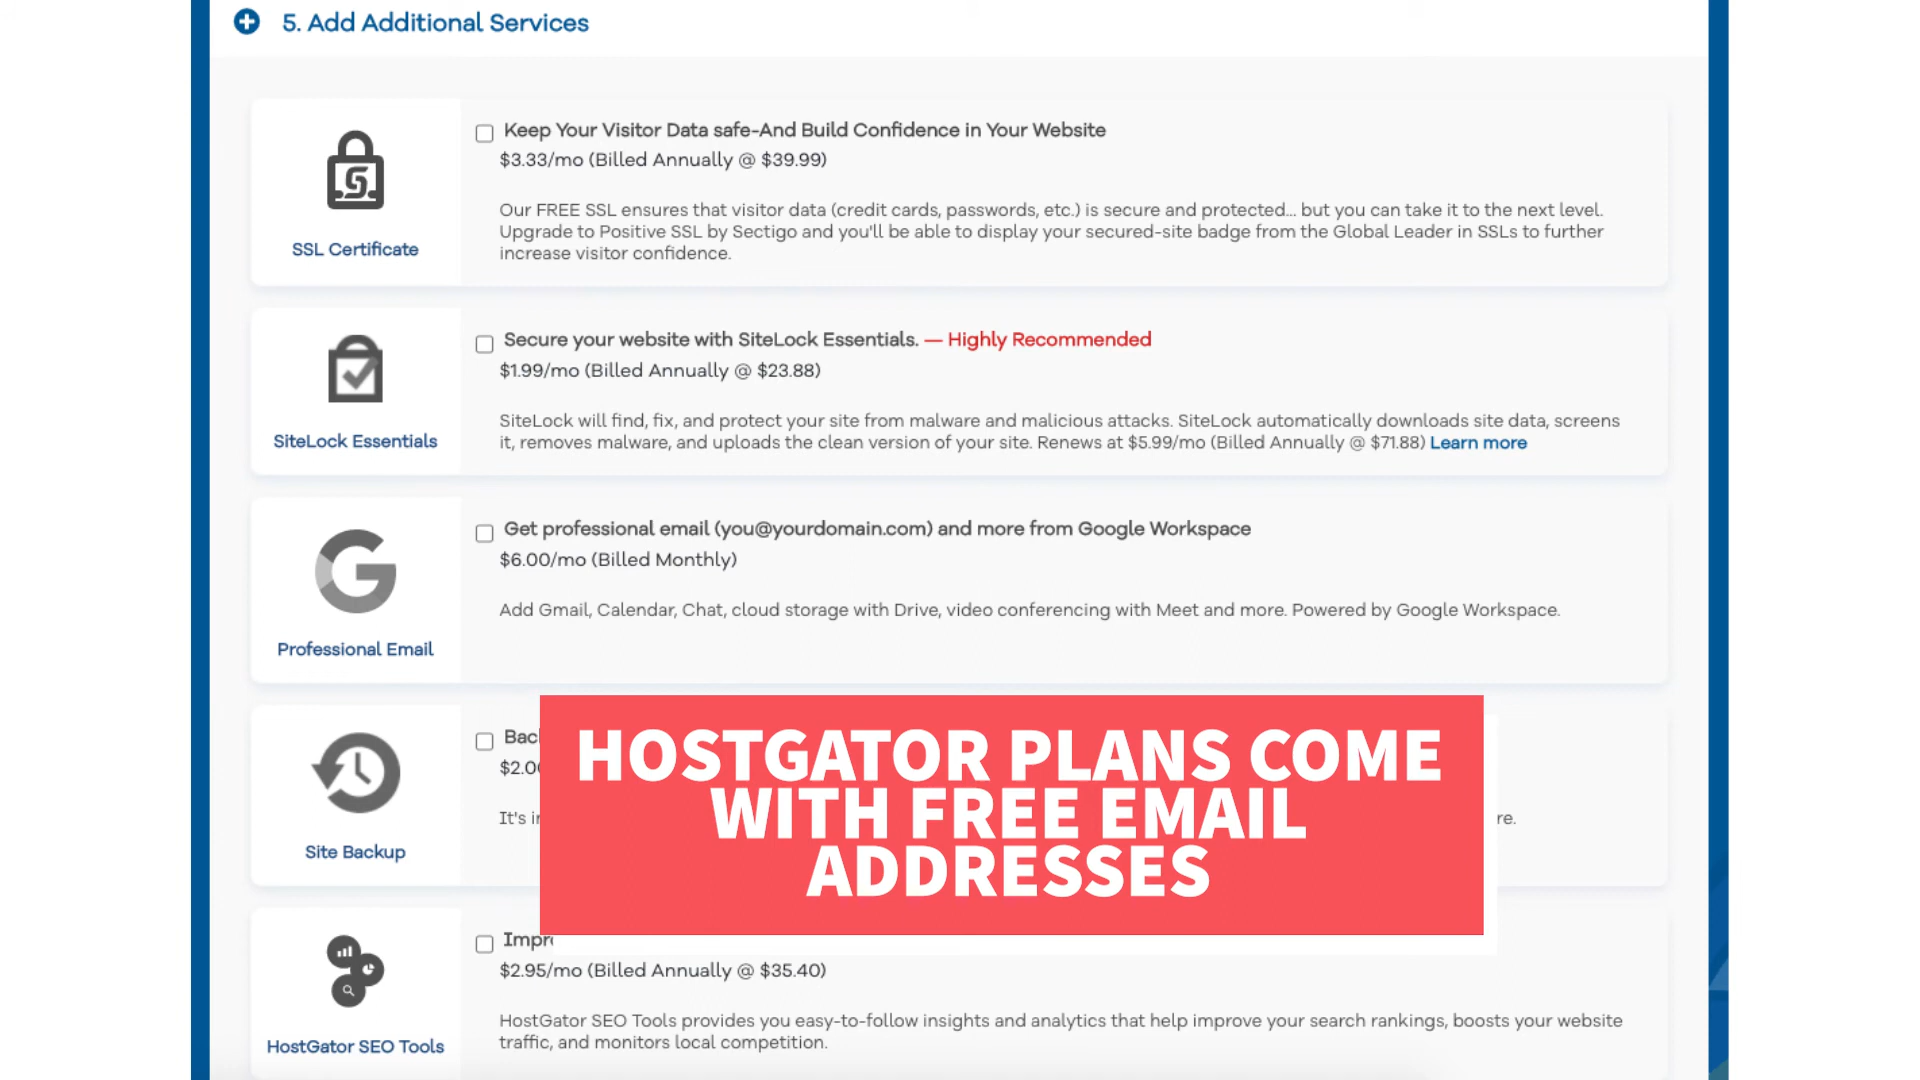 5. Add Additional Services
Keep Your Visitor Data safe-And Build Confidence in Your Website
$3.33/mo (Billed Annually @ $39.99)
Our FREE SSL ensures that visitor data (credit cards, passwords, etc.) is secure and protected... but you can take it to the next level.
Upgrade to Positive SSL by Sectigo and you'll be able to display your secured-site badge from the Global Leader in SSLs to further
increase visitor confidence.
SSL Certificate
Secure your website with SiteLock Essentials. — Highly Recommended
$1.99/mo (Billed Annually @ $23.88)
SiteLock will find, fix, and protect your site from malware and malicious attacks. SiteLock automatically downloads site data, screens
it, removes malware, and uploads the clean version of your site. Renews at $5.99/mo (Billed Annually @ $71.88) Learn more
SiteLock Essentials
Get professional email (you@yourdomain.com) and more from Google Workspace
$6.00/mo (Billed Monthly)
Add Gmail, Calendar, Chat, cloud storage with Drive, video conferencing with Meet and more. Powered by Google Workspace.
Professional Email
It's
Site Backup
HOSTGATOR PLANS COME
WITH FREE EMAIL
ADDRESSES
$2.95/mo (Billed Annually @ $35.40)
HostGator SEO Tools provides you easy-to-follow insights and analytics that help improve your search rankings, boosts your website
traffic, and monitors local competition.
HostGator SEO Tools